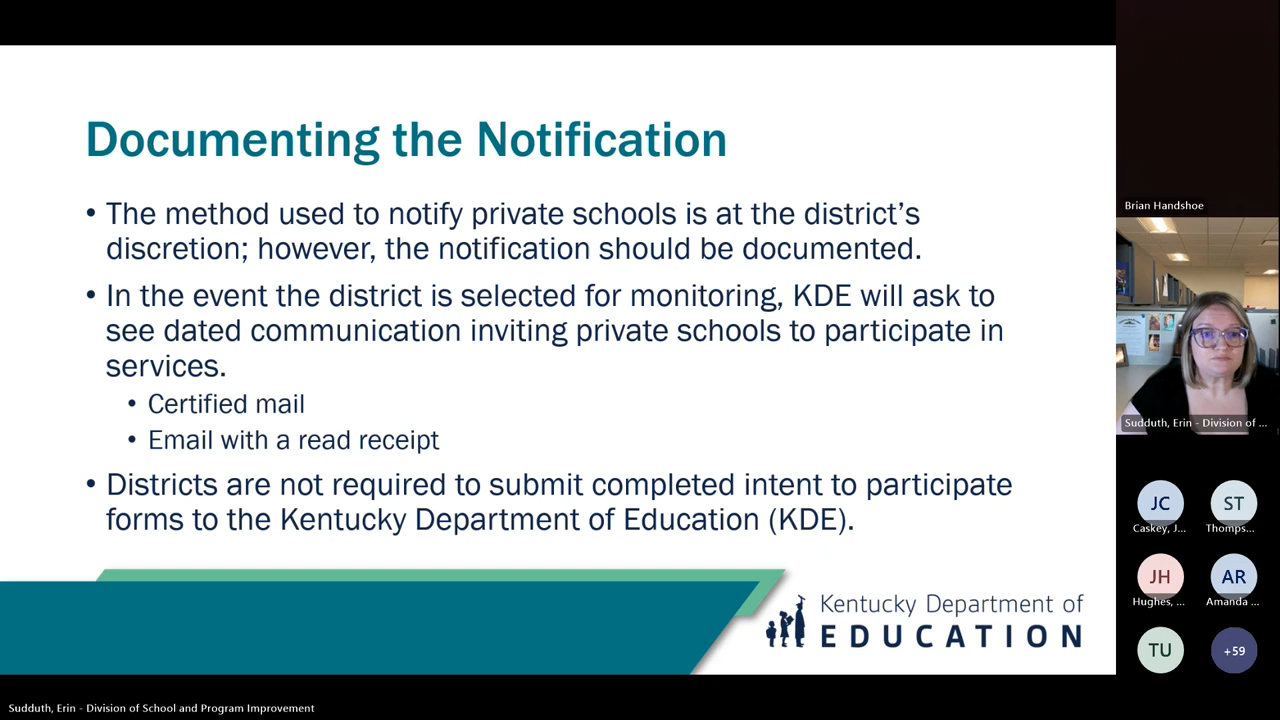 Documenting the Notification
• The method used to notify private schools is at the district's
discretion; however, the notification should be documented.
• In the event the district is selected for monitoring, KDE will ask to
see dated communication inviting private schools to participate in
services.
• Certified mail
• Email with a read receipt
• Districts are not required to submit completed intent to participate
forms to the Kentucky Department of Education (KDE).
Kentucky Department of
EDUCATION
Brian Handshoe
Sudduth, Erin - Division of ...
JC
Caskey, J...
ST
Thomps...
JH
Hughes, ...
AR
Amanda ...
TU
+59
Sudduth, Erin - Division of School and Program Improvement